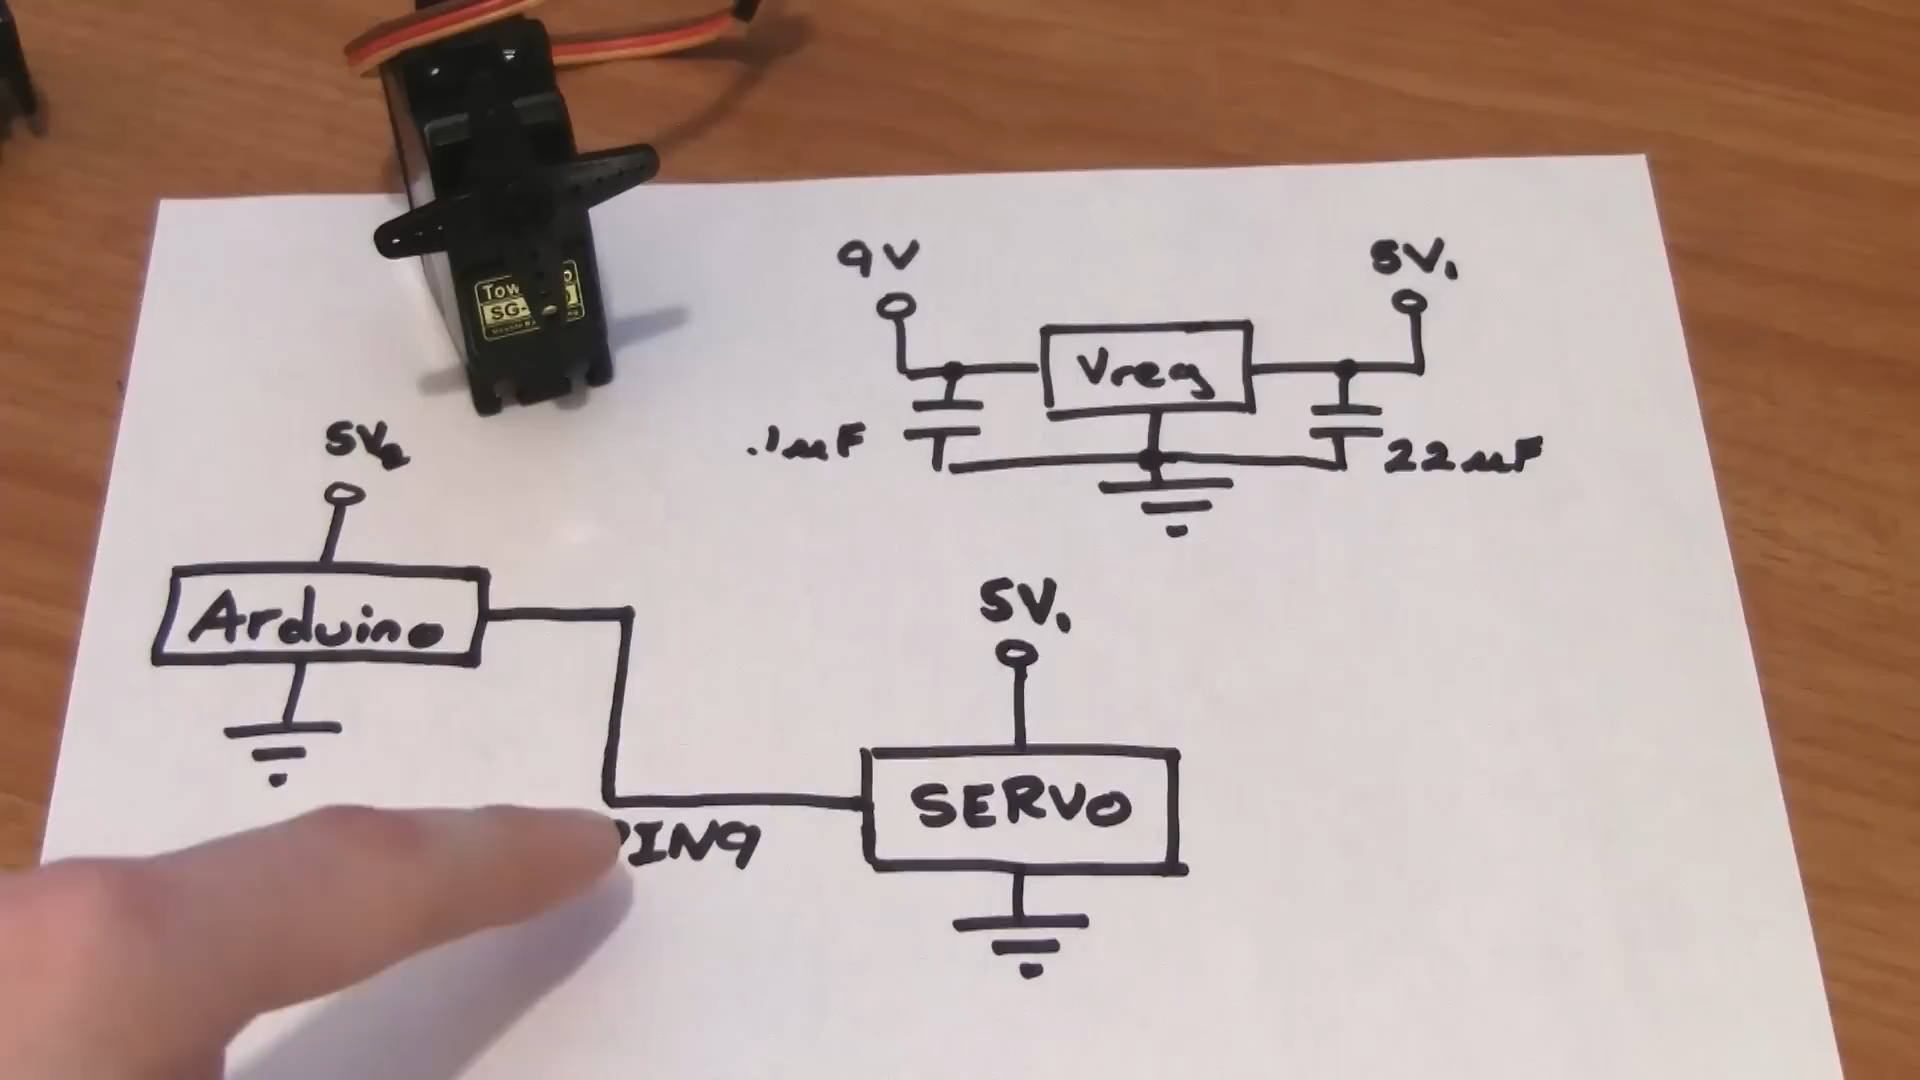 9V
5V₁
Vreg
.1uF
22uF
5V₂
Arduino
5V₁
SERVO
PIN9
Tow
SG-